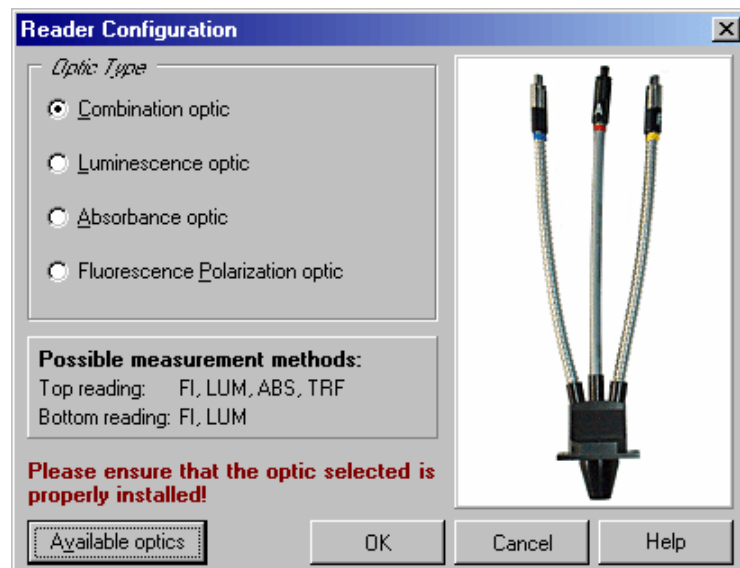 Reader Configuration
Optic Type
Combination optic
Luminescence optic
Absorbance optic
Fluorescence Polarization optic
Possible measurement methods:
Top reading: FI, LUM, ABS, TRF
Bottom reading: FI, LUM
Please ensure that the optic selected is
properly installed!
A
Available optics
OK
Cancel
Help